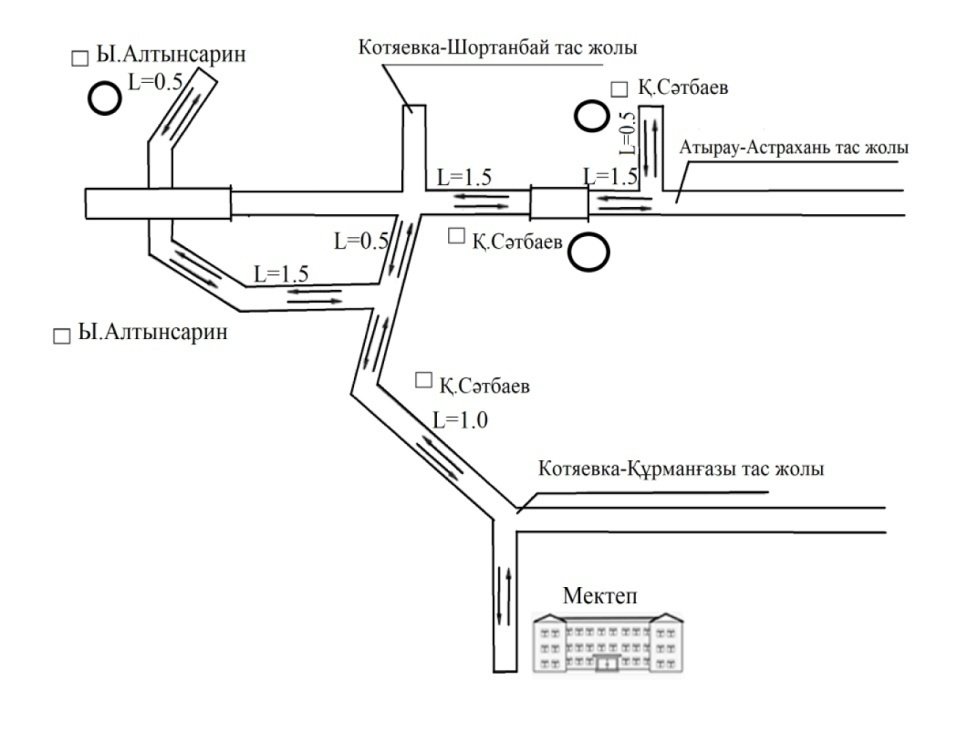 Котяевка-Шортанбай тас жолы
Ы.Алтынсарин
L=0.5
Қ.Сәтбаев
L=0.5
Атырау-Астрахань тас жолы
L=1.5
L=1.5
L=0.5
Қ.Сәтбаев
L=1.5
Ы.Алтынсарин
Қ.Сәтбаев
L=1.0
Котяевка-Құрманғазы тас жолы
Мектеп